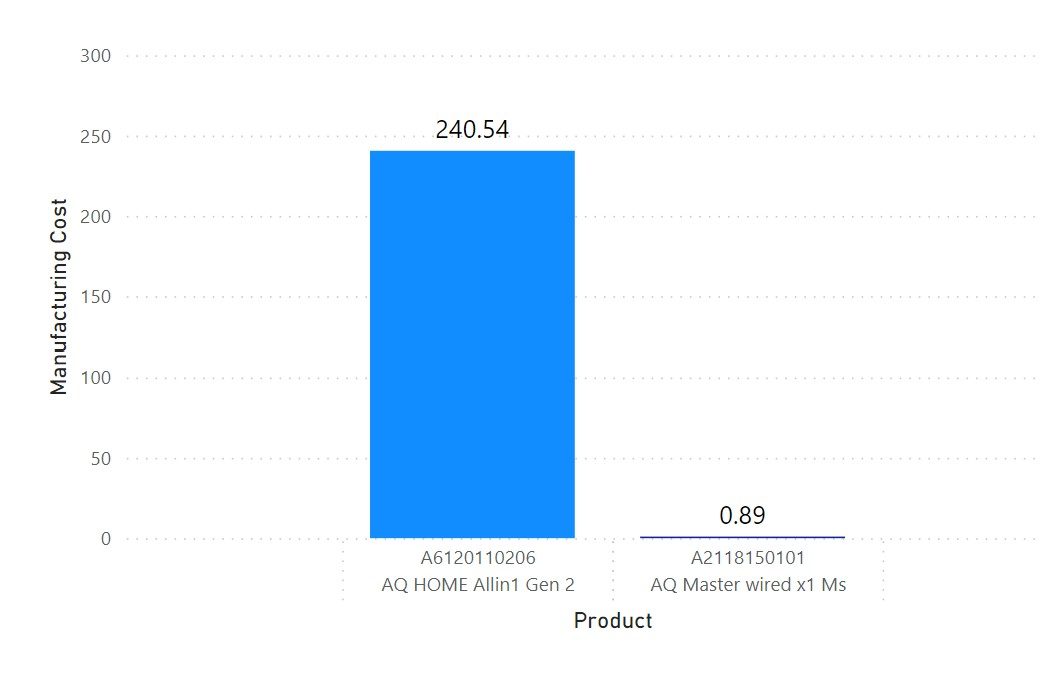 Manufacturing Cost
300
250
200
150
100
50
0
240.54
0.89
A6120110206
AQ HOME Allin1 Gen 2
A2118150101
AQ Master wired x1 Ms
Product